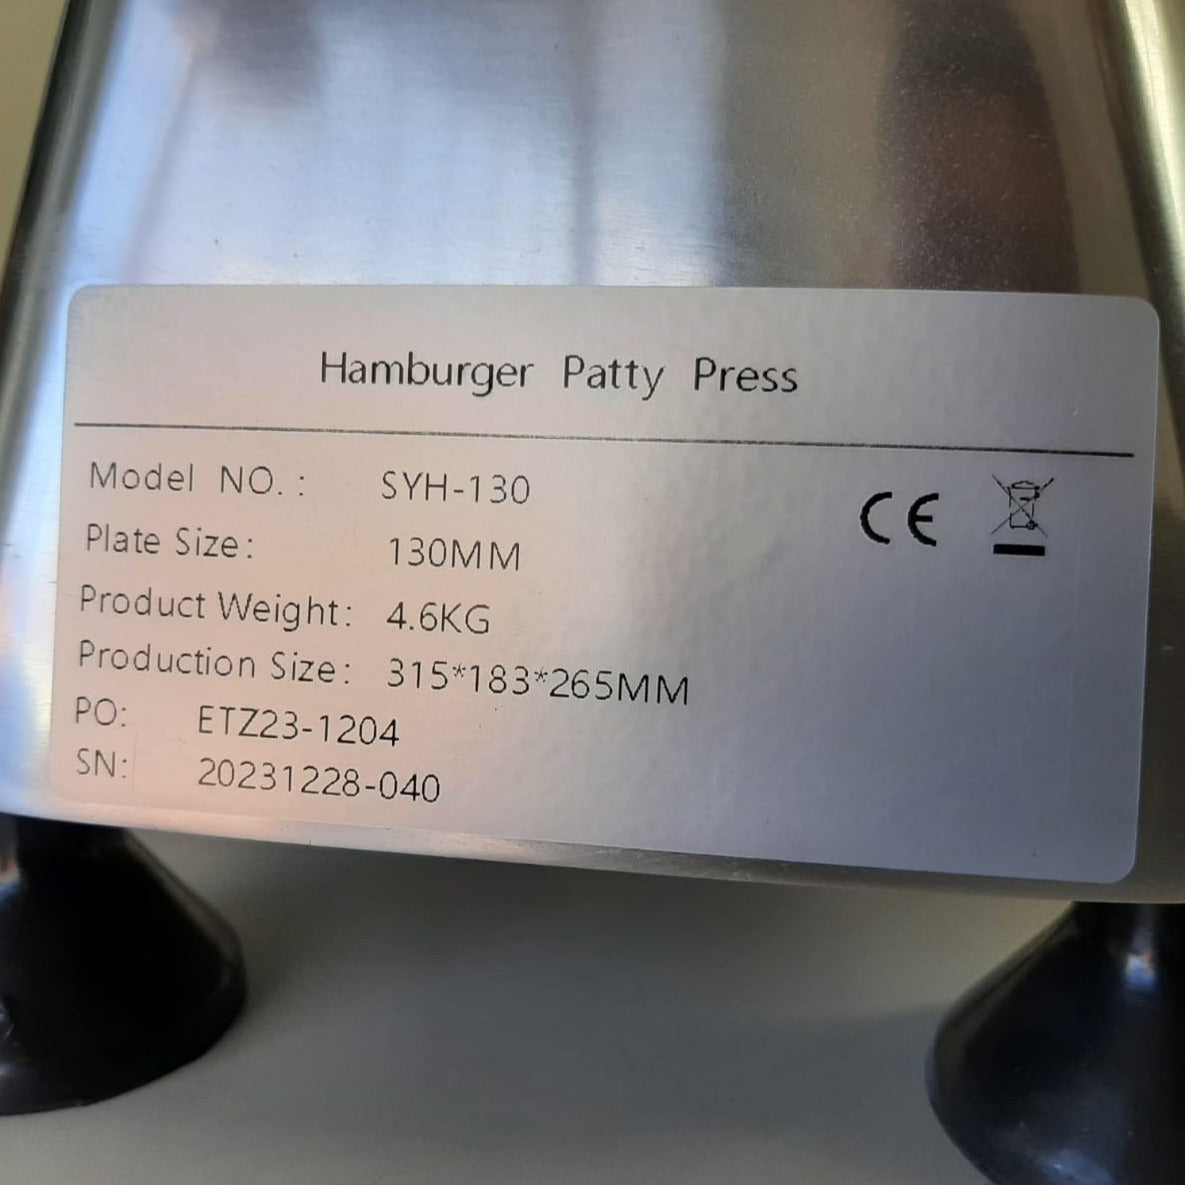 Hamburger Patty Press
Model NO.: SYH-130
Plate Size: 130MM
Product Weight: 4.6KG
Production Size: 315*183*265MM
PO: ETZ23-1204
SN: 20231228-040
CE